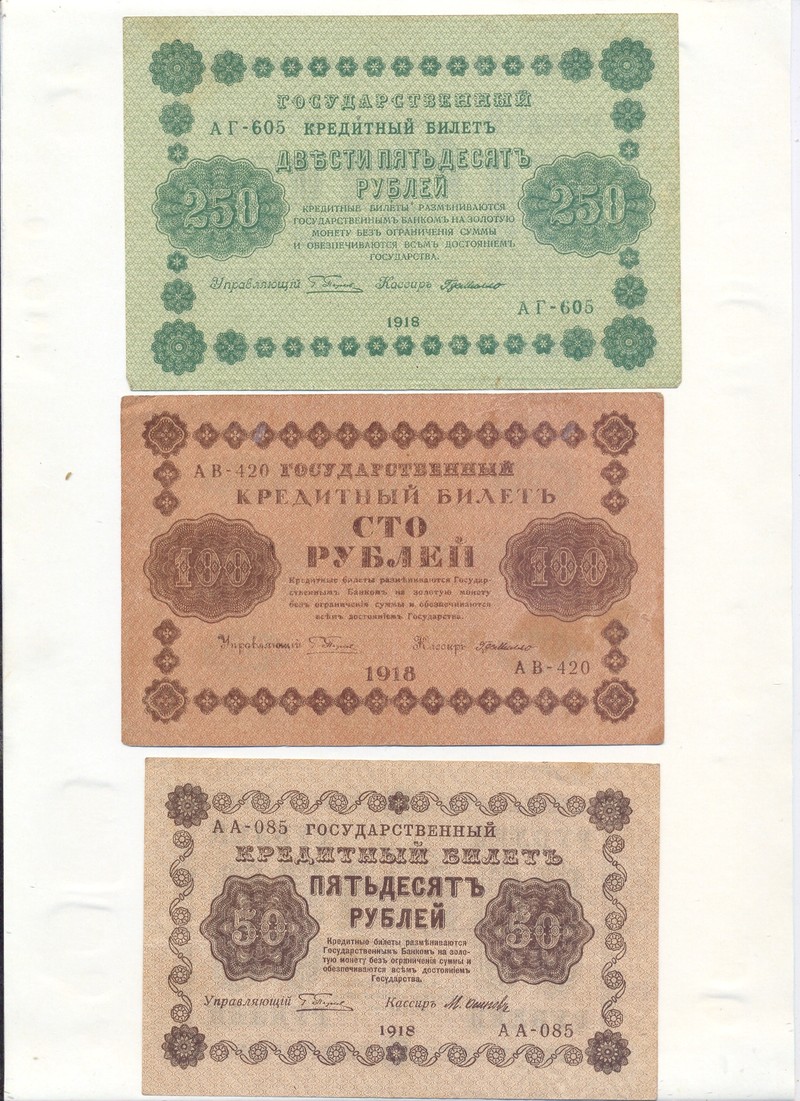 ГОСУДАРСТВЕННЫЙ
АГ-605 КРЕДИТНЫЙ БИЛЕТЪ
ДВѢСТИ ПЯТЬДЕСЯТЪ
РУБЛЕЙ
250 250
КРЕДИТНЫЕ БИЛЕТЫ РАЗМѢНИВАЮТСЯ
ГОСУДАРСТВЕННЫМЪ БАНКОМЪ НА ЗОЛОТУЮ
МОНЕТУ БЕЗЪ ОГРАНИЧЕНІЯ СУММЫ
И ОБЕЗПЕЧИВАЮТСЯ ВСѢМЪ ДОСТОЯНІЕМЪ
ГОСУДАРСТВА.
Управляющій Кассиръ
АГ-605
1918
АВ-420 ГОСУДАРСТВЕННЫЙ
КРЕДИТНЫЙ БИЛЕТЪ
СТО
РУБЛЕЙ
100 100
Кредитные билеты размѣниваются Государ-
ственнымъ Банкомъ на золотую монету
безъ ограниченія суммы и обезпечиваются
всѣмъ достояніемъ Государства.
Управляющій Кассиръ
1918 АВ-420
АА-085 ГОСУДАРСТВЕННЫЙ
КРЕДИТНЫЙ БИЛЕТЪ
ПЯТЬДЕСЯТЪ
РУБЛЕЙ
50 50
Кредитные билеты размѣниваются
Государственнымъ Банкомъ на золо-
тую монету безъ ограниченія суммы и
обезпечиваются всѣмъ достояніемъ
Государства.
Управляющій Кассиръ М. Осиповъ
1918 АА-085